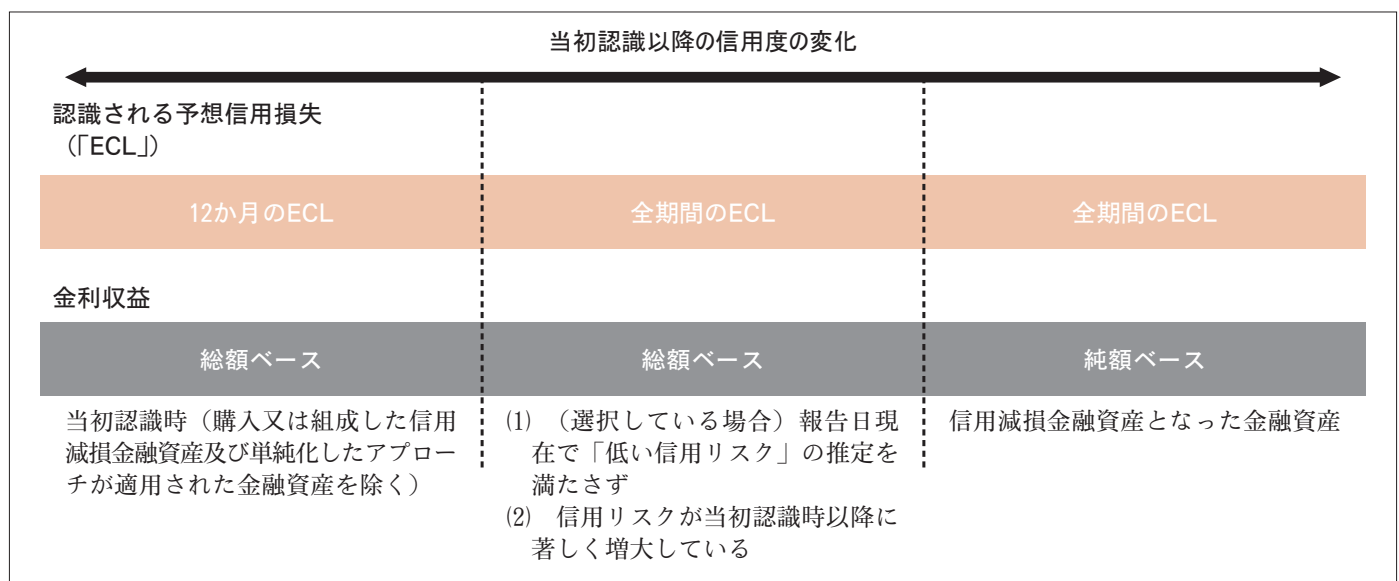 当初認識以降の信用度の変化
認識される予想信用損失
（「ECL」）
12か月のECL
全期間のECL
全期間のECL
金利収益
総額ベース
総額ベース
純額ベース
当初認識時（購入又は組成した信用
減損金融資産及び単純化したアプロー
チが適用された金融資産を除く）
⑴　（選択している場合）報告日現
在で「低い信用リスク」の推定を
満たさず
⑵　信用リスクが当初認識時以降に
著しく増大している
信用減損金融資産となった金融資産